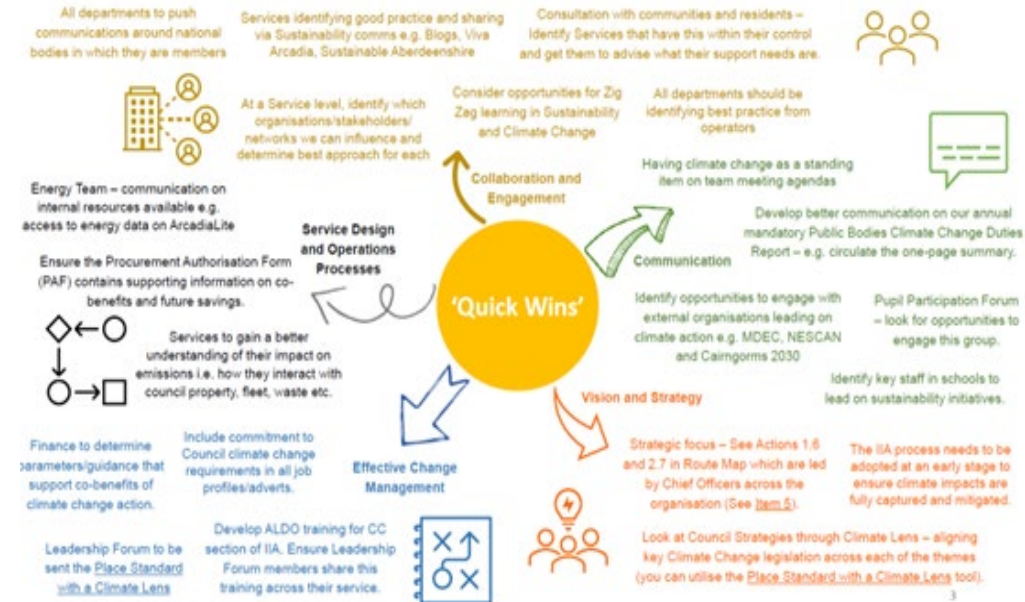 All departments to push
communications around national
bodies in which they are members
Services identifying good practice and sharing
via Sustainability comms e.g. Blogs, Viva
Arcadia, Sustainable Aberdeenshire
Consultation with communities and residents –
Identify Services that have this within their control
and get them to advise what their support needs are.
At a Service level, identify which
organisations/stakeholders/
networks we can influence and
determine best approach for each
Consider opportunities for Zig
Zag learning in Sustainability
and Climate Change
All departments should be
identifying best practice from
operators
Collaboration and
Engagement
Having climate change as a standing
item on team meeting agendas
Develop better communication on our annual
mandatory Public Bodies Climate Change Duties
Report – e.g. circulate the one-page summary.
Communication
Identify opportunities to engage with
external organisations leading on
climate action e.g. MDEC, NESCAN
and Cairngorms 2030
Pupil Participation Forum
– look for opportunities to
engage this group.
Identify key staff in schools to
lead on sustainability initiatives.
Energy Team – communication on
internal resources available e.g.
access to energy data on ArcadiaLite
Service Design
and Operations
Processes
Ensure the Procurement Authorisation Form
(PAF) contains supporting information on co-
benefits and future savings.
Services to gain a better
understanding of their impact on
emissions i.e. how they interact with
council property, fleet, waste etc.
'Quick Wins'
Vision and Strategy
Strategic focus – See Actions 1.6
and 2.7 in Route Map which are led
by Chief Officers across the
organisation (See Item 5).
The IIA process needs to be
adopted at an early stage to
ensure climate impacts are
fully captured and mitigated.
Look at Council Strategies through Climate Lens – aligning
key Climate Change legislation across each of the themes
(you can utilise the Place Standard with a Climate Lens tool).
Finance to determine
parameters/guidance that
support co-benefits of
climate change action.
Include commitment to
Council climate change
requirements in all job
profiles/adverts.
Effective Change
Management
Leadership Forum to be
sent the Place Standard
with a Climate Lens
Develop ALDO training for CC
section of IIA. Ensure Leadership
Forum members share this
training across their service.
3